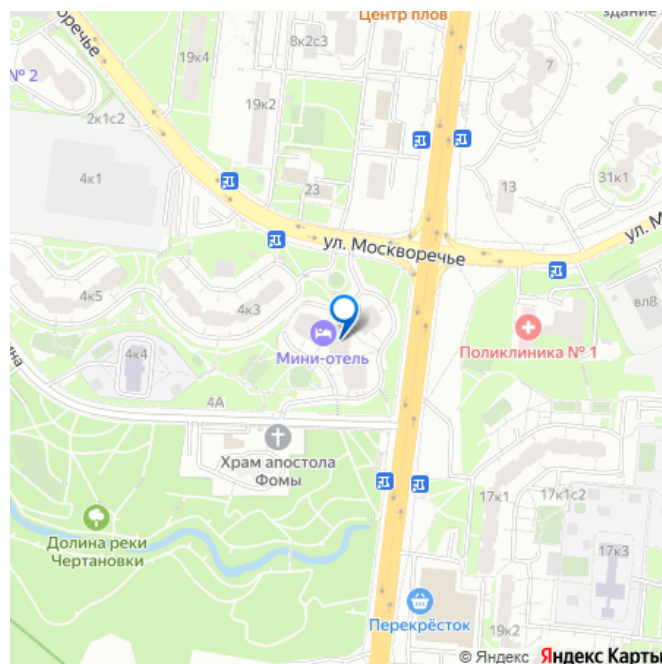 Центр плов
здание
8к2с3
воречье
19к4
7
№ 2
19к2
2к1с2
4к1
31к1
23
13
ул. М
ул. Москворечье
4к5
4к3
вл8
Мини-отель
Поликлиника № 1
ина
4к4
4А
Храм апостола
Фомы
17к1
17к1с2
Долина реки
Чертановки
17к3
Перекрёсток
19к2
© Яндекс Яндекс Карты